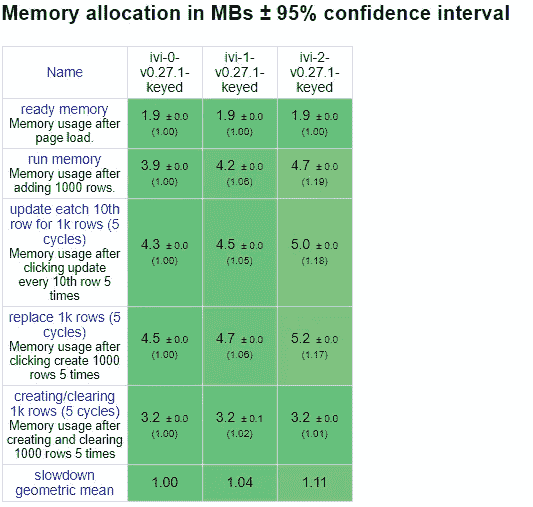 Memory allocation in MBs ± 95% confidence interval
Name
ivi-0-
v0.27.1-
keyed
ivi-1-
v0.27.1-
keyed
ivi-2-
v0.27.1-
keyed
ready memory
Memory usage after
page load.
1.9 ±0.0
(1.00)
1.9 ±0.0
(1.00)
1.9 ±0.0
(1.00)
run memory
Memory usage after
adding 1000 rows.
3.9 ±0.0
(1.00)
4.2 ±0.0
(1.06)
4.7 ±0.0
(1.19)
update eatch 10th
row for 1k rows (5
cycles)
Memory usage after
clicking update
every 10th row 5
times
4.3 ±0.0
(1.00)
4.5 ±0.0
(1.05)
5.0 ±0.0
(1.18)
replace 1k rows (5
cycles)
Memory usage after
clicking create 1000
rows 5 times
4.5 ±0.0
(1.00)
4.7 ±0.0
(1.06)
5.2 ±0.0
(1.17)
creating/clearing
1k rows (5 cycles)
Memory usage after
creating and clearing
1000 rows 5 times
3.2 ±0.0
(1.00)
3.2 ±0.1
(1.02)
3.2 ±0.0
(1.01)
slowdown
geometric mean
1.00
1.04
1.11